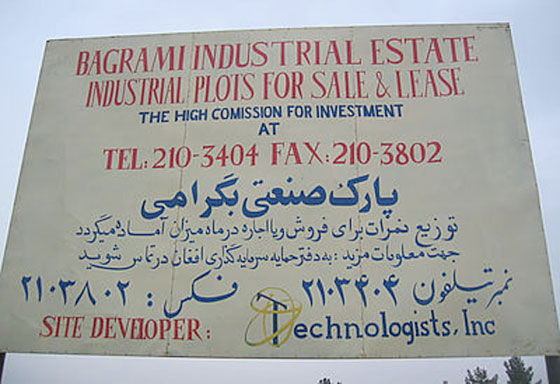 BAGRAMI INDUSTRIAL ESTATE
INDUSTRIAL PLOTS FOR SALE & LEASE
THE HIGH COMISSION FOR INVESTMENT
AT
TEL: 210-3404 FAX: 210-3802
پارک صنعتی بگرامی
توزیع نمرات برای فروش ویا اجاره در ماه میزان آماده میگردد
جهت معلومات مزید: به دفتر حمایه سرمایه گذاری افغان در تماس شوید
نمبر تیلفون ۲۱۰۳۴۰۴ فکس: ۲۱۰۳۸۰۲
SITE DEVELOPER: Technologists, Inc